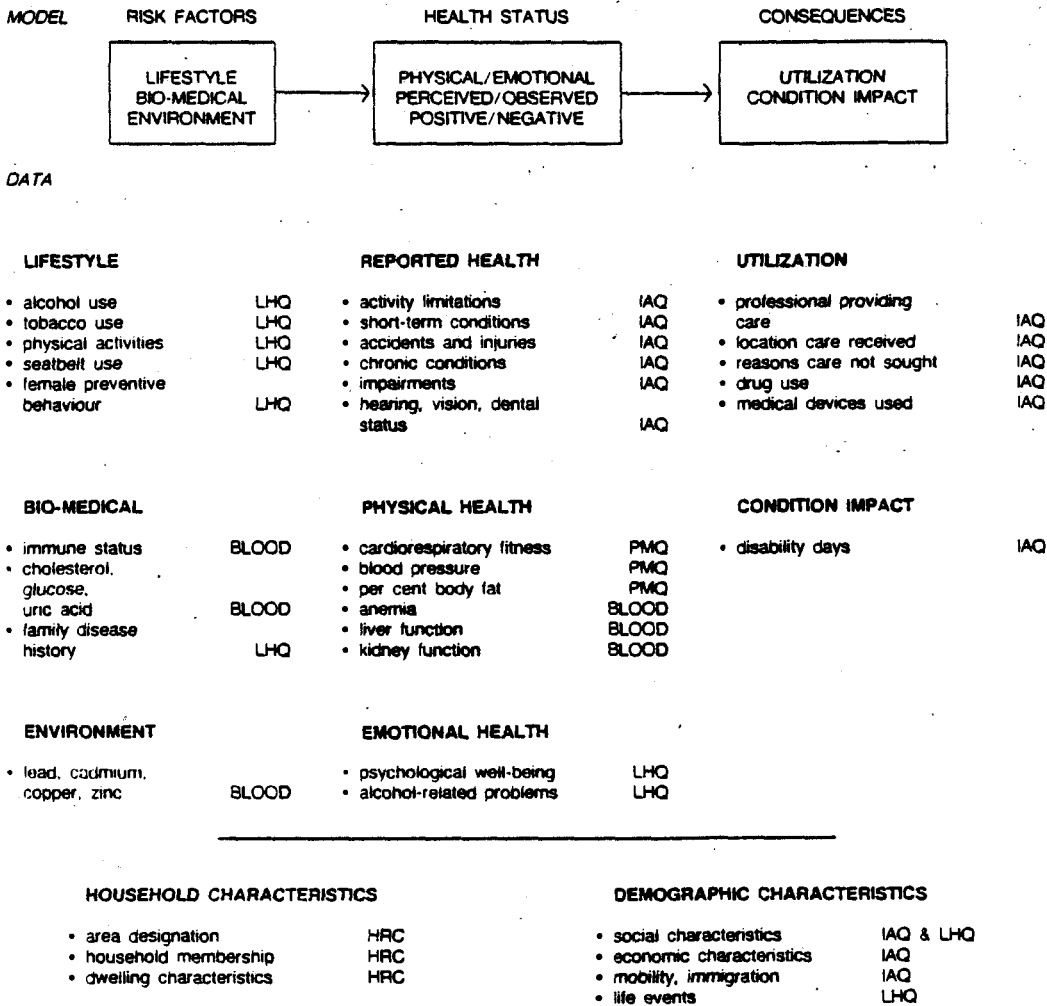 MODEL RISK FACTORS HEALTH STATUS CONSEQUENCES
LIFESTYLE
BIO-MEDICAL
ENVIRONMENT
PHYSICAL/EMOTIONAL
PERCEIVED/OBSERVED
POSITIVE/NEGATIVE
UTILIZATION
CONDITION IMPACT
DATA
LIFESTYLE
• alcohol use LHQ
• tobacco use LHQ
• physical activities LHQ
• seatbelt use LHQ
• female preventive
behaviour LHQ
REPORTED HEALTH
• activity limitations IAQ
• short-term conditions IAQ
• accidents and injuries IAQ
• chronic conditions IAQ
• impairments IAQ
• hearing, vision, dental
status IAQ
UTILIZATION
• professional providing
care IAQ
• location care received IAQ
• reasons care not sought IAQ
• drug use IAQ
• medical devices used IAQ
BIO-MEDICAL
• immune status BLOOD
• cholesterol,
glucose,
uric acid BLOOD
• family disease
history LHQ
PHYSICAL HEALTH
• cardiorespiratory fitness PMQ
• blood pressure PMQ
• per cent body fat PMQ
• anemia BLOOD
• liver function BLOOD
• kidney function BLOOD
CONDITION IMPACT
• disability days IAQ
ENVIRONMENT
• lead, cadmium,
copper, zinc BLOOD
EMOTIONAL HEALTH
• psychological well-being LHQ
• alcohol-related problems LHQ
HOUSEHOLD CHARACTERISTICS
• area designation HRC
• household membership HRC
• dwelling characteristics HRC
DEMOGRAPHIC CHARACTERISTICS
• social characteristics IAQ & LHQ
• economic characteristics IAQ
• mobility, immigration IAQ
• life events LHQ